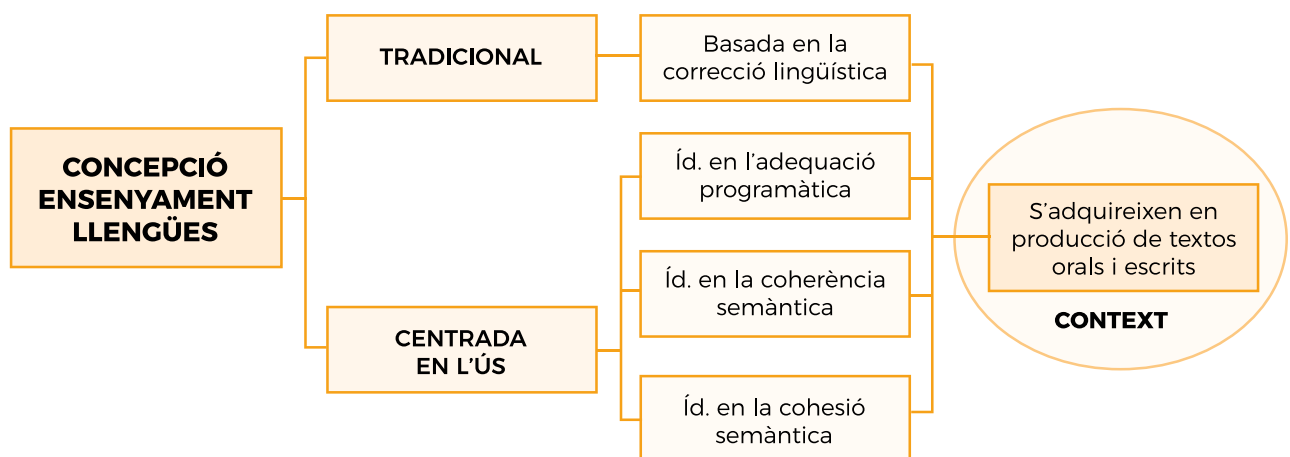 CONCEPCIÓ
ENSENYAMENT
LLENGÜES
TRADICIONAL
Basada en la
correcció lingüística
CENTRADA
EN L'ÚS
Íd. en l'adequació
programàtica
Íd. en la coherència
semàntica
Íd. en la cohesió
semàntica
S'adquireixen en
producció de textos
orals i escrits
CONTEXT